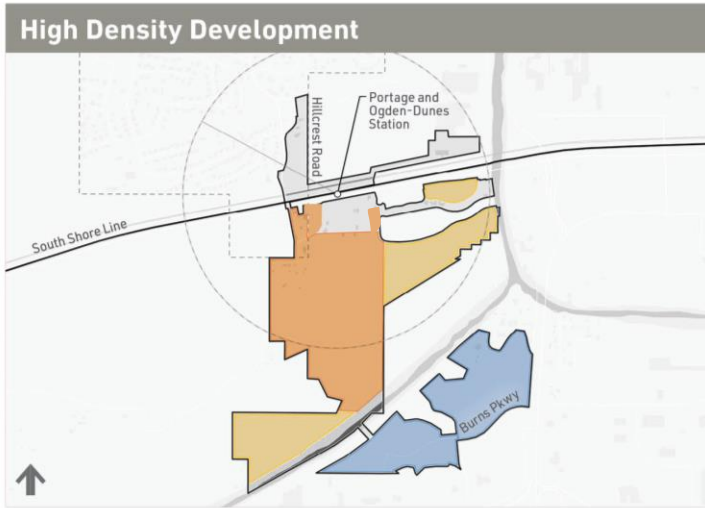 High Density Development
Hillcrest Road
Portage and
Ogden-Dunes
Station
South Shore Line
Burns Pkwy